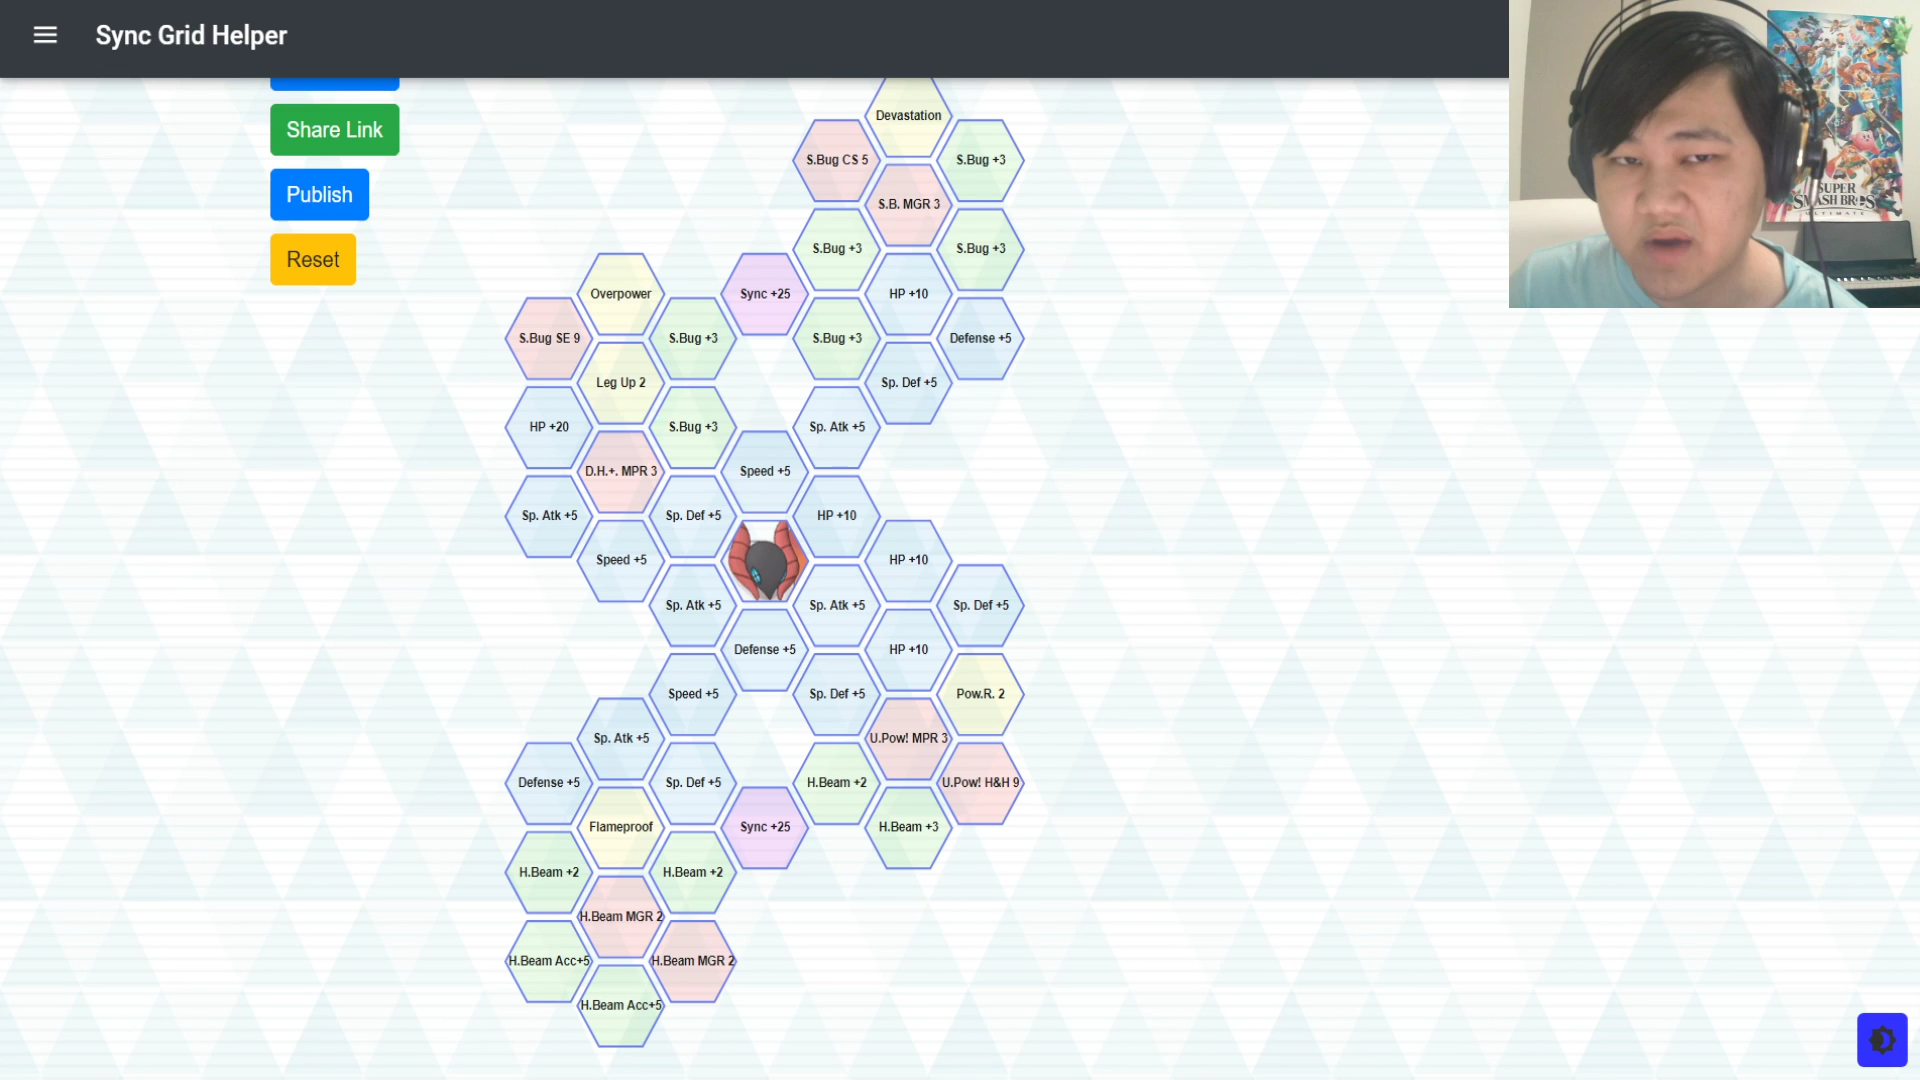 Sync Grid Helper
Share Link
Publish
Reset
Devastation
S.Bug CS 5
S.Bug +3
S.B. MGR 3
S.Bug +3
S.Bug +3
Overpower
Sync +25
HP +10
S.Bug SE 9
S.Bug +3
S.Bug +3
Defense +5
Leg Up 2
Sp. Def +5
HP +20
S.Bug +3
Sp. Atk +5
D.H.+. MPR 3
Speed +5
Sp. Atk +5
Sp. Def +5
HP +10
Speed +5
HP +10
Sp. Atk +5
Sp. Atk +5
Sp. Def +5
Defense +5
HP +10
Speed +5
Sp. Def +5
Pow.R. 2
Sp. Atk +5
U.Pow! MPR 3
Defense +5
Sp. Def +5
H.Beam +2
U.Pow! H&H 9
Flameproof
Sync +25
H.Beam +3
H.Beam +2
H.Beam +2
H.Beam MGR 2
H.Beam Acc+5
H.Beam MGR 2
H.Beam Acc+5
SUPER
SMASH BROS
ULTIMATE